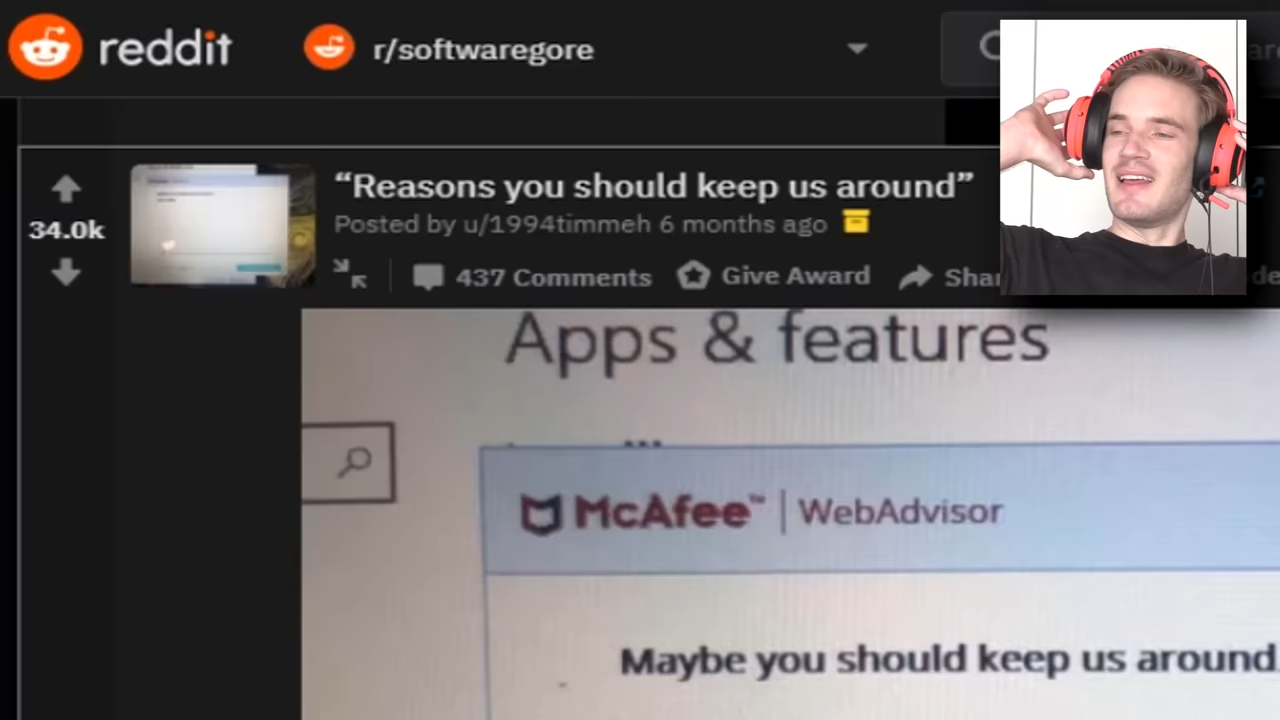 reddit r/softwaregore
“Reasons you should keep us around”
34.0k
Posted by u/1994timmeh 6 months ago
437 Comments Give Award Shar
Apps & features
McAfee™ | WebAdvisor
Maybe you should keep us around.